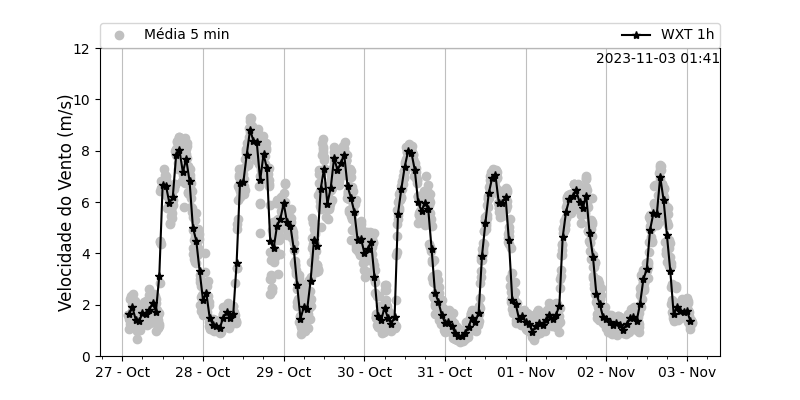 Média 5 min
WXT 1h
2023-11-03 01:41
Velocidade do Vento (m/s)
12
10
8
6
4
2
0
27 - Oct
28 - Oct
29 - Oct
30 - Oct
31 - Oct
01 - Nov
02 - Nov
03 - Nov